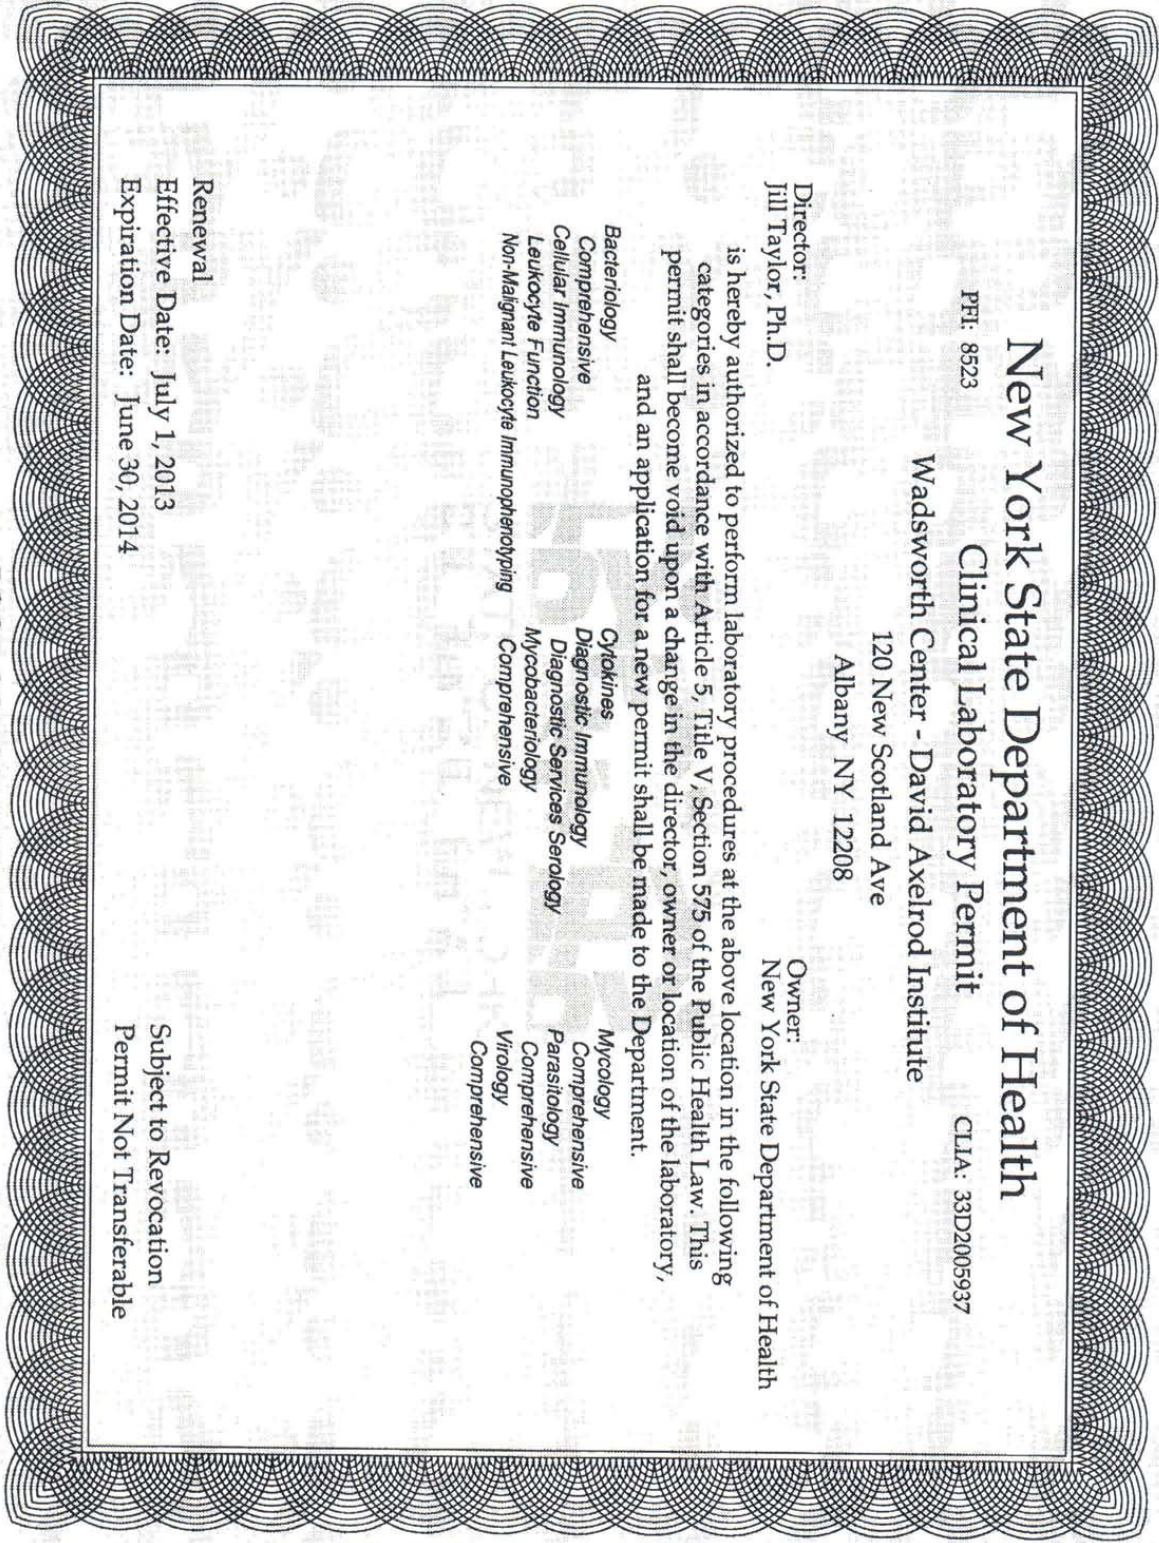 New York State Department of Health
Clinical Laboratory Permit
PFI: 8523
CLIA: 33D2005937
Wadsworth Center - David Axelrod Institute
120 New Scotland Ave
Albany NY 12208
Director:
Jill Taylor, Ph.D.
Owner:
New York State Department of Health
is hereby authorized to perform laboratory procedures at the above location in the following
categories in accordance with Article 5, Title V, Section 575 of the Public Health Law. This
permit shall become void upon a change in the director, owner or location of the laboratory,
and an application for a new permit shall be made to the Department.
Bacteriology
Comprehensive
Cellular Immunology
Leukocyte Function
Non-Malignant Leukocyte Immunophenotyping
Cytokines
Diagnostic Immunology
Diagnostic Services Serology
Mycobacteriology
Comprehensive
Mycology
Comprehensive
Parasitology
Comprehensive
Virology
Comprehensive
Renewal
Effective Date: July 1, 2013
Expiration Date: June 30, 2014
Subject to Revocation
Permit Not Transferable